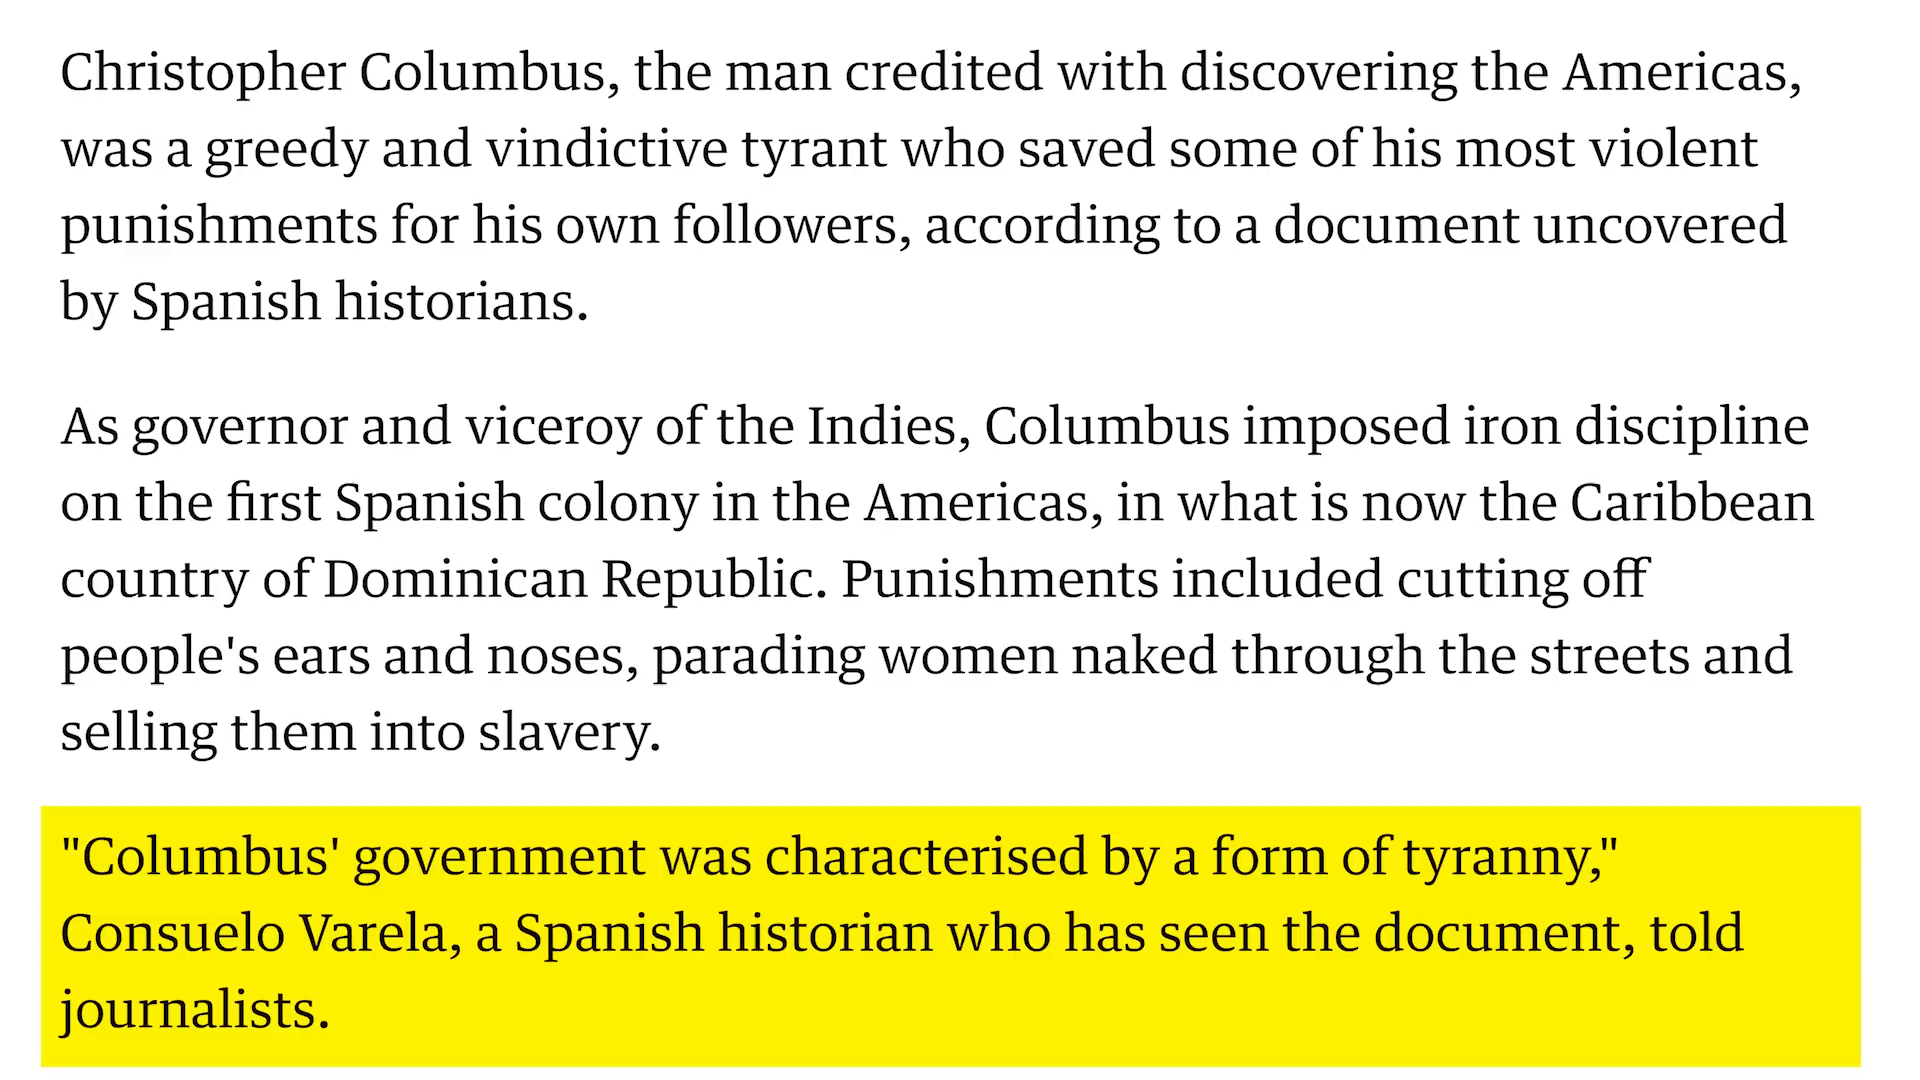 Christopher Columbus, the man credited with discovering the Americas,
was a greedy and vindictive tyrant who saved some of his most violent
punishments for his own followers, according to a document uncovered
by Spanish historians.
As governor and viceroy of the Indies, Columbus imposed iron discipline
on the first Spanish colony in the Americas, in what is now the Caribbean
country of Dominican Republic. Punishments included cutting off
people's ears and noses, parading women naked through the streets and
selling them into slavery.
"Columbus' government was characterised by a form of tyranny,"
Consuelo Varela, a Spanish historian who has seen the document, told
journalists.